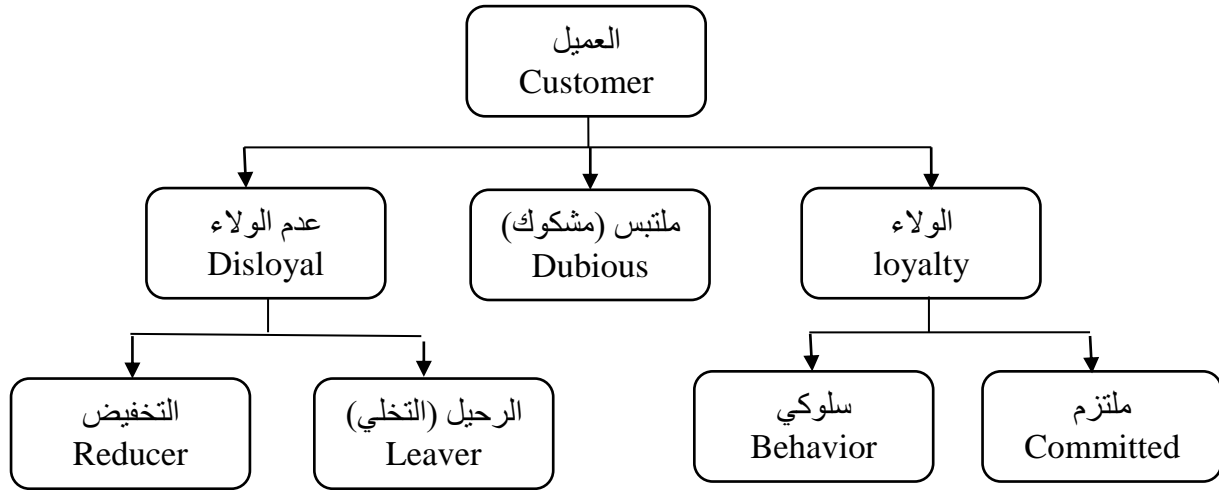 العميل
Customer
الولاء
loyalty
ملتبس (مشكوك)
Dubious
عدم الولاء
Disloyal
ملتزم
Committed
سلوكي
Behavior
الرحيل (التخلي)
Leaver
التخفيض
Reducer